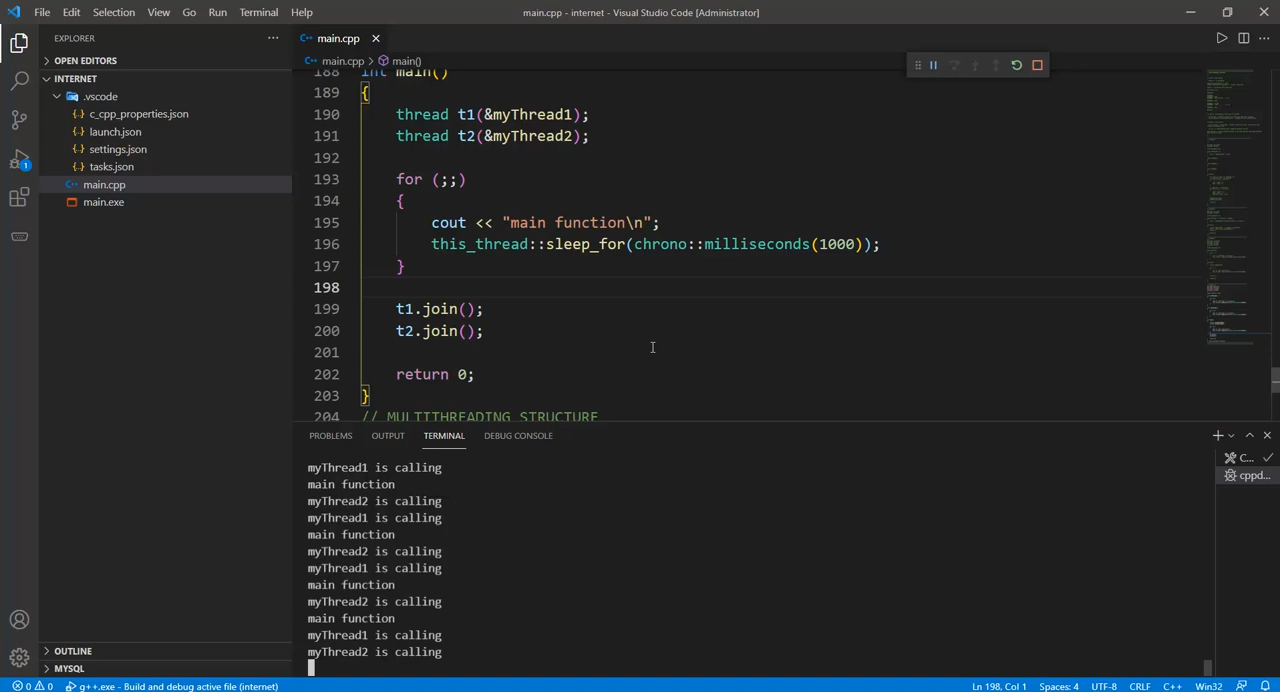 File Edit Selection View Go Run Terminal Help
main.cpp - internet - Visual Studio Code [Administrator]
EXPLORER
OPEN EDITORS
INTERNET
.vscode
c_cpp_properties.json
launch.json
settings.json
tasks.json
main.cpp
main.exe
1
OUTLINE
MYSQL
main.cpp
main.cpp > main()
188 int main()
189 {
190 thread t1(&myThread1);
191 thread t2(&myThread2);
192
193 for (;;)
194 {
195 cout << "main function\n";
196 this_thread::sleep_for(chrono::milliseconds(1000));
197 }
198
199 t1.join();
200 t2.join();
201
202 return 0;
203 }
204 // MULTITHREADING STRUCTURE
PROBLEMS OUTPUT TERMINAL DEBUG CONSOLE
C...
cppd...
myThread1 is calling
main function
myThread2 is calling
myThread1 is calling
main function
myThread2 is calling
myThread1 is calling
main function
myThread2 is calling
main function
myThread1 is calling
myThread2 is calling
0 0 g++.exe - Build and debug active file (internet)
Ln 198, Col 1 Spaces: 4 UTF-8 CRLF C++ Win32